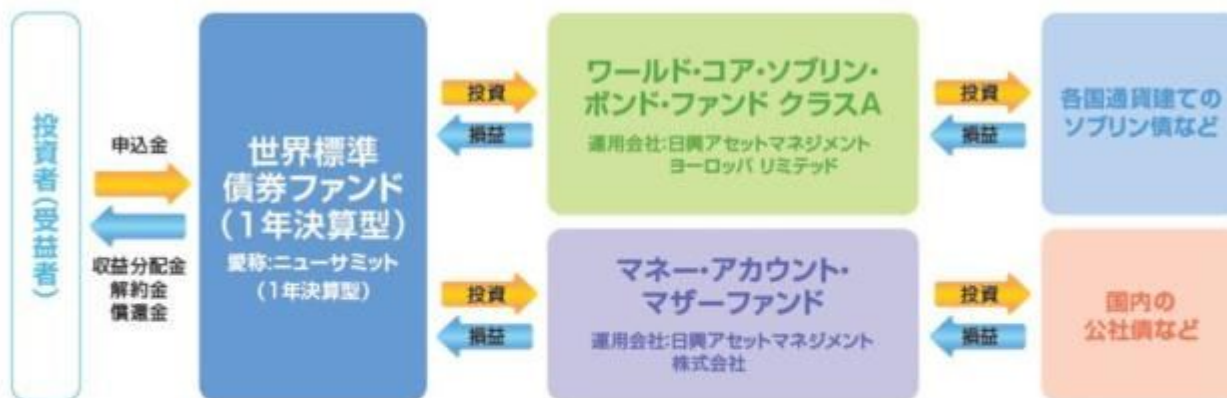 投資者(受益者)
申込金
収益分配金
解約金
償還金
世界標準
債券ファンド
(1年決算型)
愛称:ニューサミット
(1年決算型)
投資
損益
ワールド・コア・ソブリン・
ボンド・ファンド クラスA
運用会社:日興アセットマネジメント
ヨーロッパ リミテッド
投資
損益
各国通貨建ての
ソブリン債など
投資
損益
マネー・アカウント・
マザーファンド
運用会社:日興アセットマネジメント
株式会社
投資
損益
国内の
公社債など